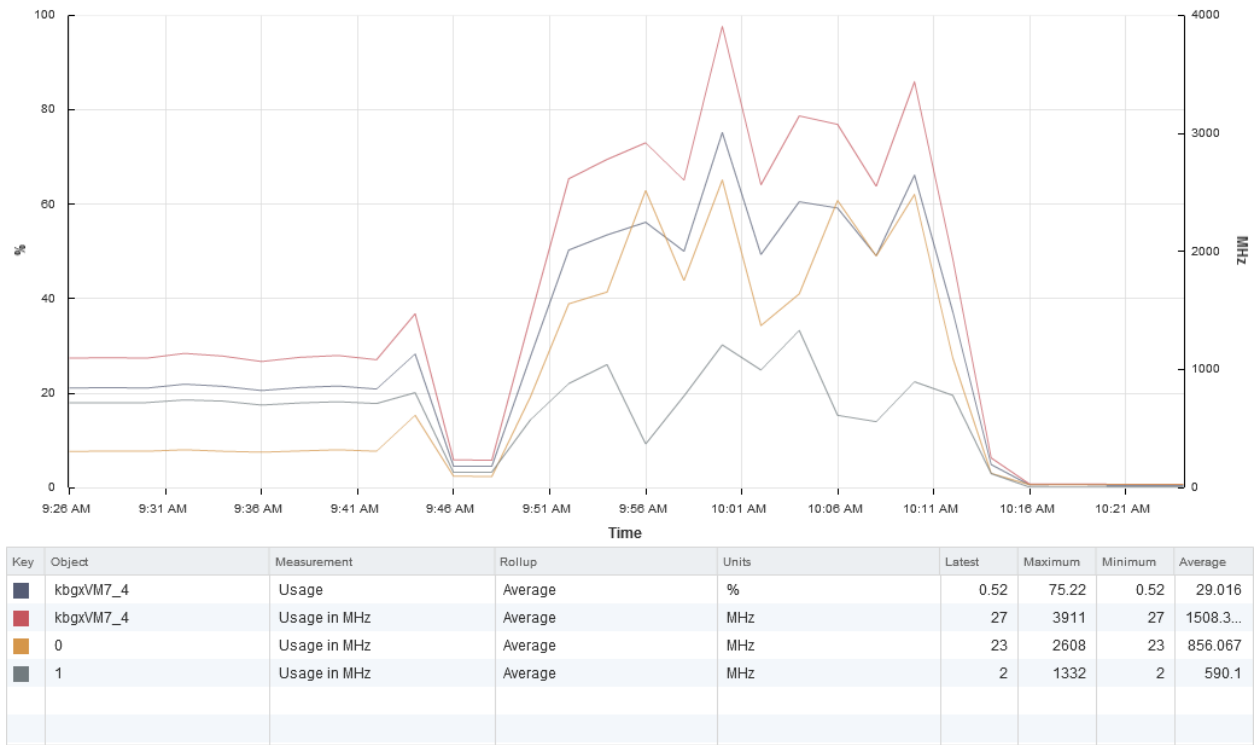 100 4000
80
3000
60
% 2000 MHz
40
1000
20
0 0
9:26 AM 9:31 AM 9:36 AM 9:41 AM 9:46 AM 9:51 AM 9:56 AM 10:01 AM 10:06 AM 10:11 AM 10:16 AM 10:21 AM
Time
Key Object Measurement Rollup Units Latest Maximum Minimum Average
kbgxVM7_4 Usage Average % 0.52 75.22 0.52 29.016
kbgxVM7_4 Usage in MHz Average MHz 27 3911 27 1508.3...
0 Usage in MHz Average MHz 23 2608 23 856.067
1 Usage in MHz Average MHz 2 1332 2 590.1